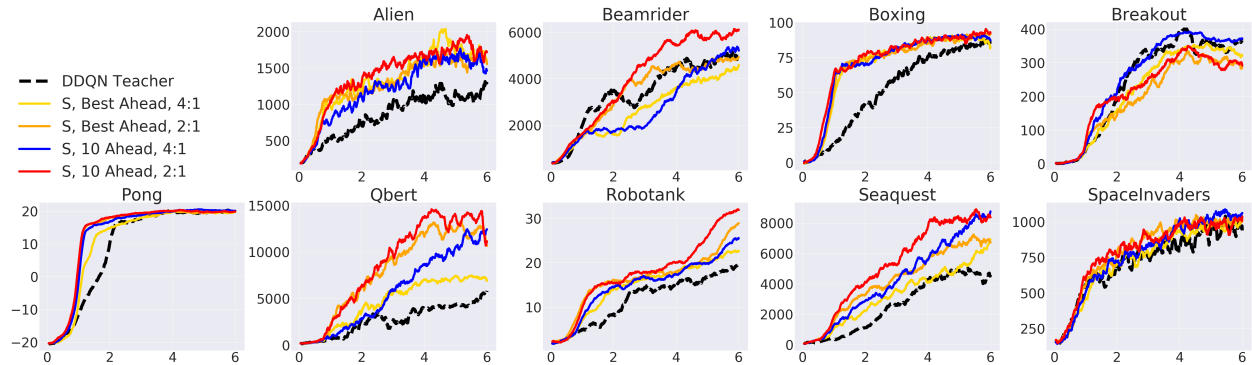 Alien
Beamrider
Boxing
Breakout
DDQN Teacher
S, Best Ahead, 4:1
S, Best Ahead, 2:1
S, 10 Ahead, 4:1
S, 10 Ahead, 2:1
2000
1500
1000
500
0 2 4 6
6000
4000
2000
0 2 4 6
100
75
50
25
0
0 2 4 6
400
300
200
100
0
0 2 4 6
Pong
Qbert
Robotank
Seaquest
SpaceInvaders
20
10
0
−10
−20
0 2 4 6
15000
10000
5000
0
0 2 4 6
30
20
10
0 2 4 6
8000
6000
4000
2000
0
0 2 4 6
1000
750
500
250
0 2 4 6